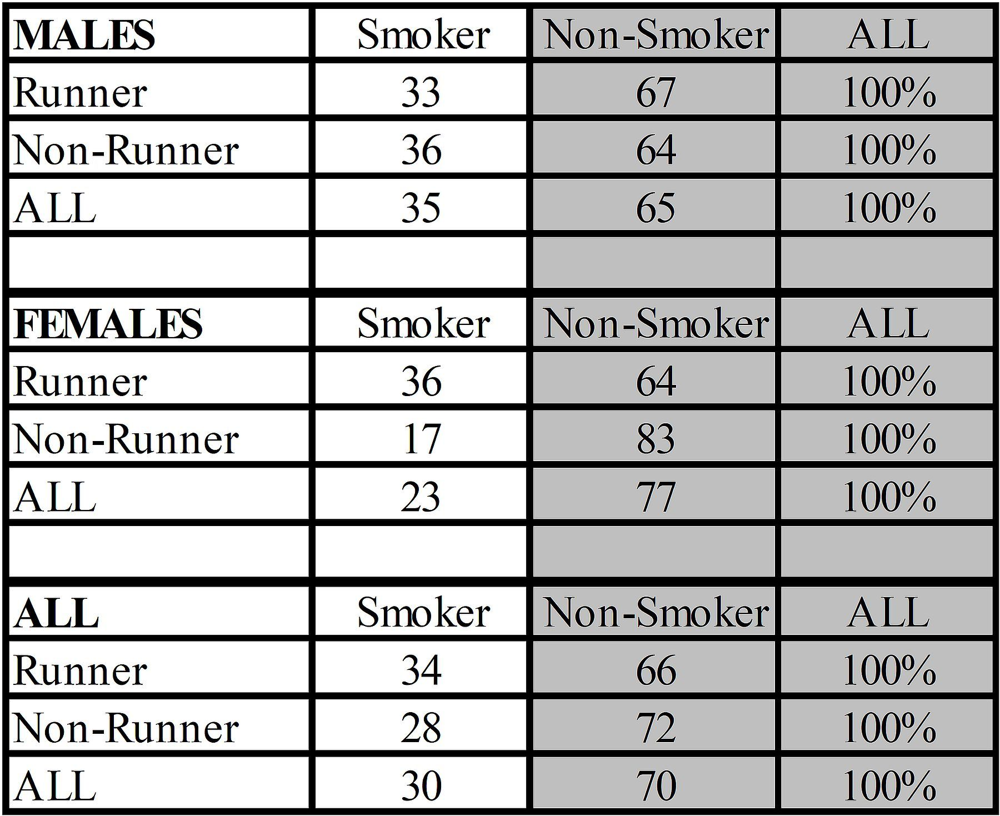 MALES Smoker Non-Smoker ALL
Runner 33 67 100%
Non-Runner 36 64 100%
ALL 35 65 100%
FEMALES Smoker Non-Smoker ALL
Runner 36 64 100%
Non-Runner 17 83 100%
ALL 23 77 100%
ALL Smoker Non-Smoker ALL
Runner 34 66 100%
Non-Runner 28 72 100%
ALL 30 70 100%